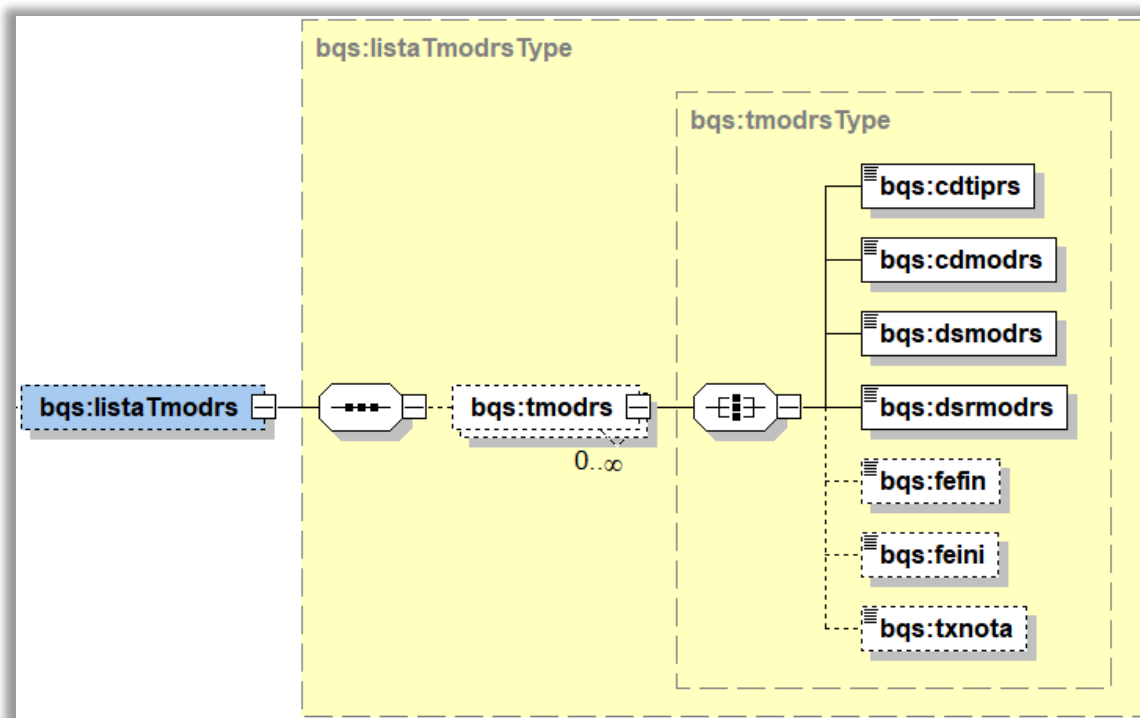 bqs:listaTmodrsType
bqs:tmodrsType
bqs:cdtiprs
bqs:cdmodrs
bqs:dsmodrs
bqs:listaTmodrs
bqs:tmodrs
bqs:dsrmodrs
0..∞
bqs:fefin
bqs:feini
bqs:txnota